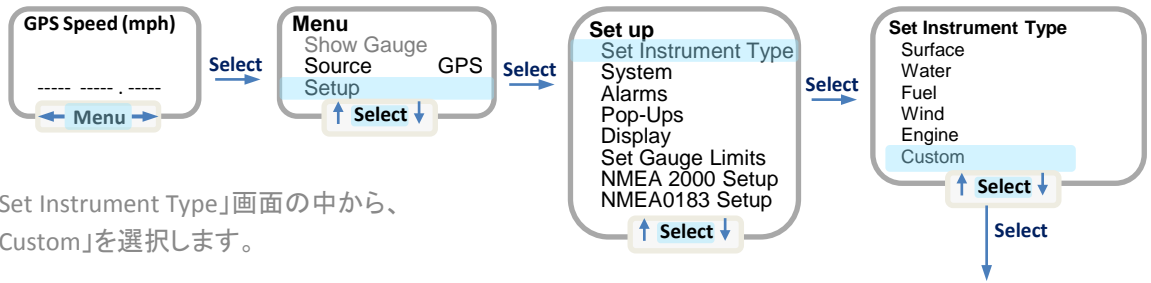 GPS Speed (mph)
----- ----- . -----
Menu
Select
Menu
Show Gauge
Source GPS
Setup
Select
Select
Set up
Set Instrument Type
System
Alarms
Pop-Ups
Display
Set Gauge Limits
NMEA 2000 Setup
NMEA0183 Setup
Select
Select
Set Instrument Type
Surface
Water
Fuel
Wind
Engine
Custom
Select
Select
Set Instrument Type」画面の中から、
Custom」を選択します。